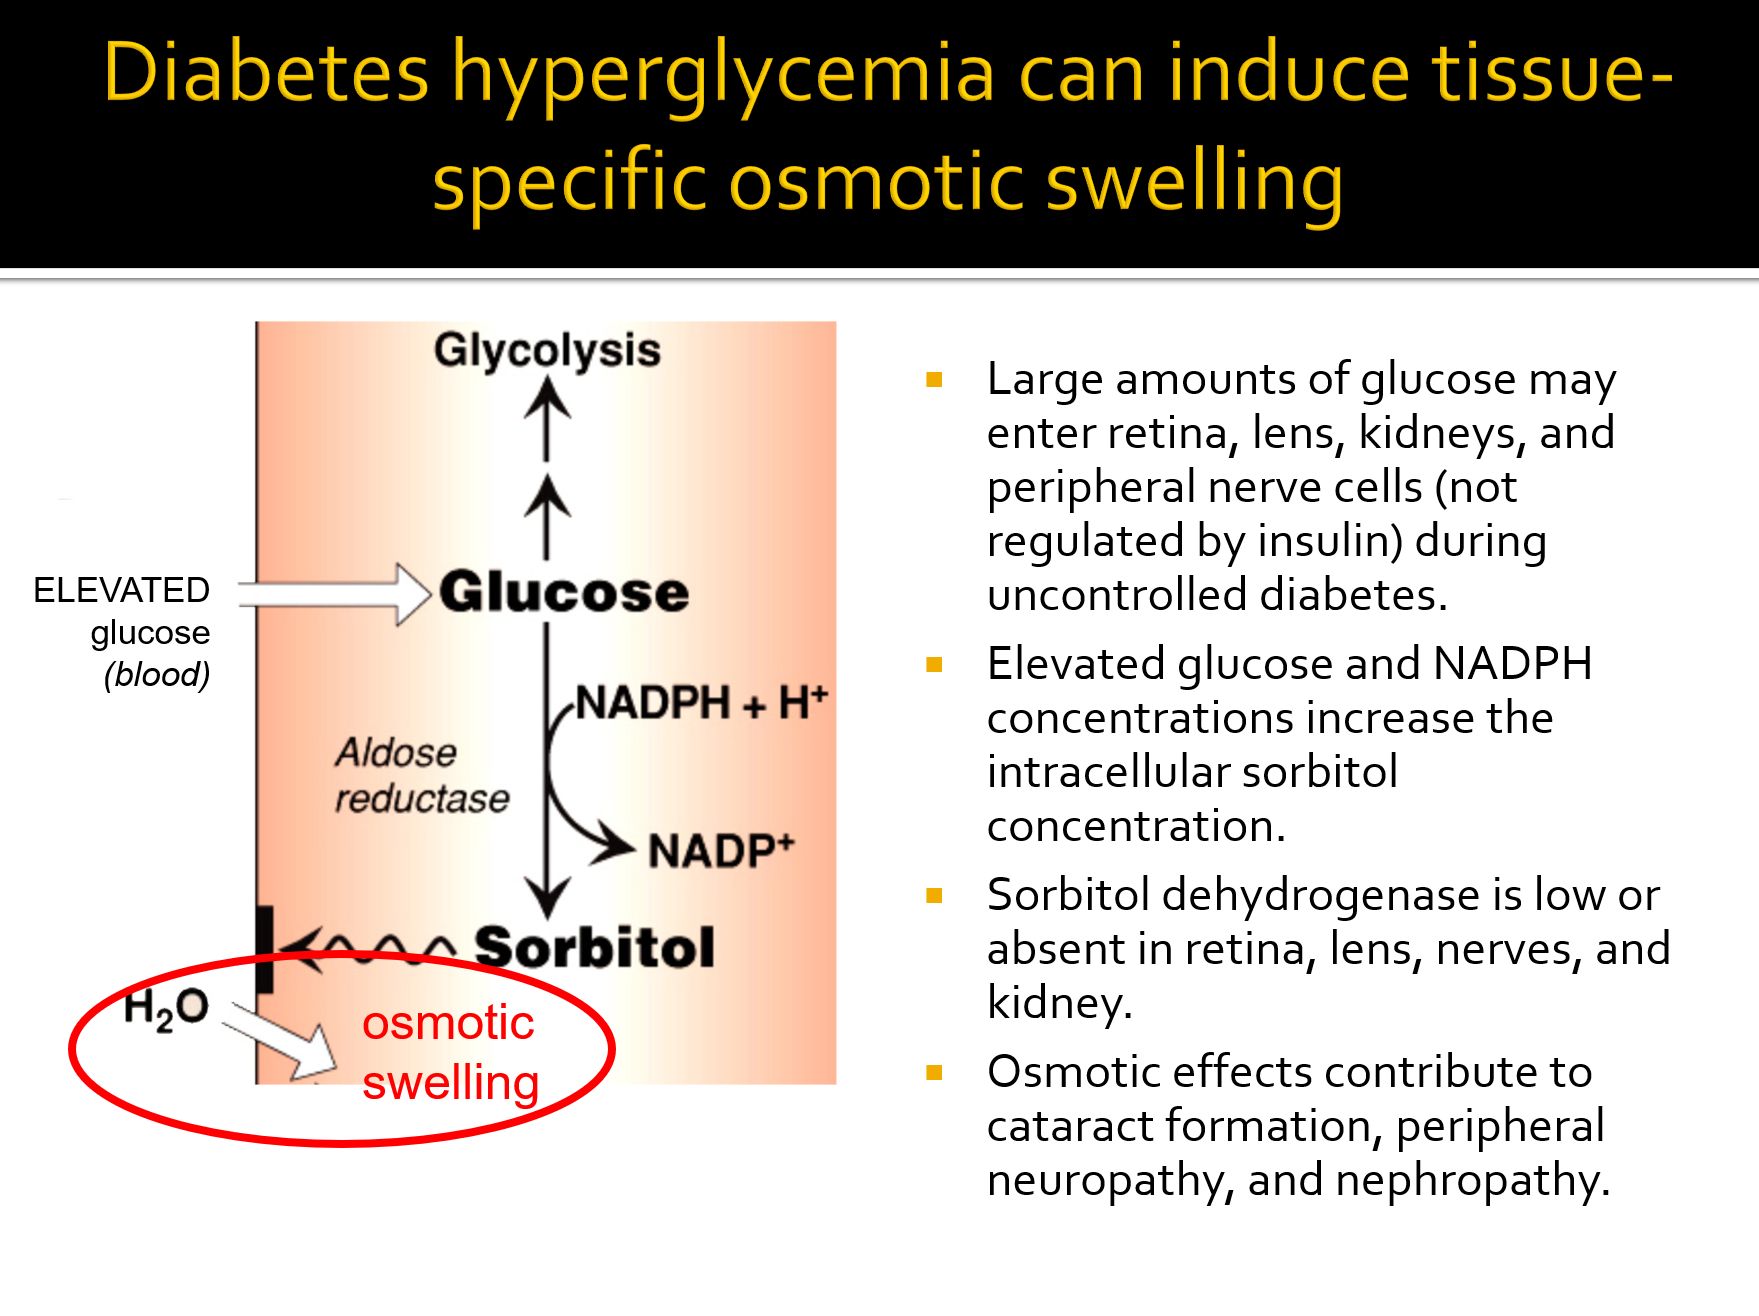 Diabetes hyperglycemia can induce tissue-
specific osmotic swelling
Glycolysis
ELEVATED
glucose
(blood)
Glucose
NADPH + H⁺
Aldose
reductase
NADP⁺
Sorbitol
H₂O
osmotic
swelling
Large amounts of glucose may
enter retina, lens, kidneys, and
peripheral nerve cells (not
regulated by insulin) during
uncontrolled diabetes.
Elevated glucose and NADPH
concentrations increase the
intracellular sorbitol
concentration.
Sorbitol dehydrogenase is low or
absent in retina, lens, nerves, and
kidney.
Osmotic effects contribute to
cataract formation, peripheral
neuropathy, and nephropathy.